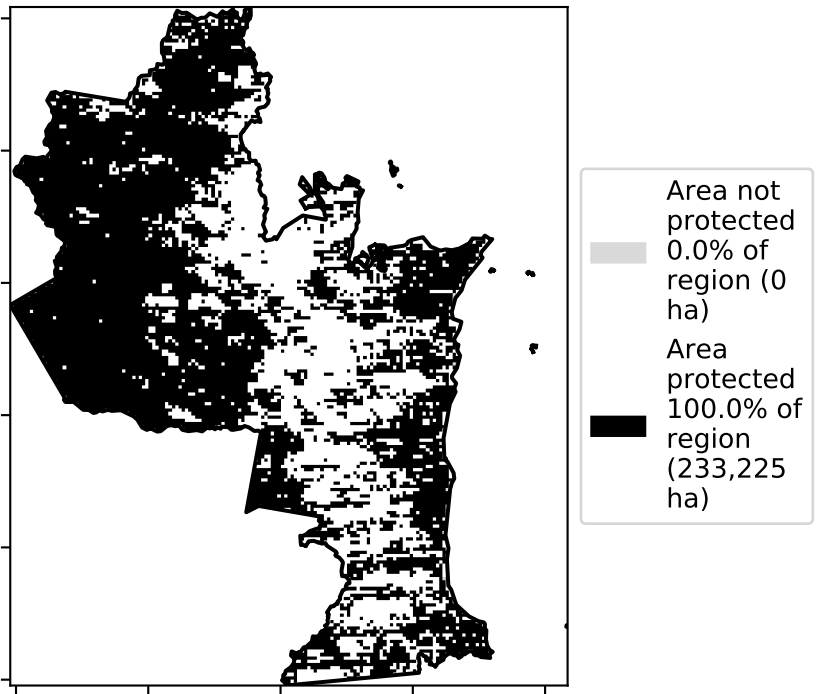 Area not
protected
0.0% of
region (0
ha)
Area
protected
100.0% of
region
(233,225
ha)